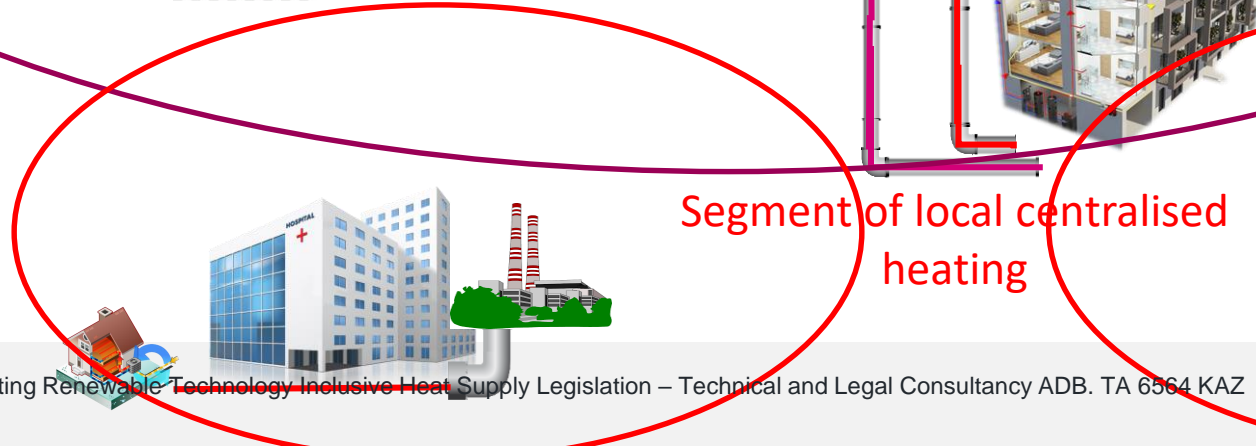 HOSPITAL
Segment of local centralised
heating
ting Renewable Technology Inclusive Heat Supply Legislation – Technical and Legal Consultancy ADB. TA 6564 KAZ